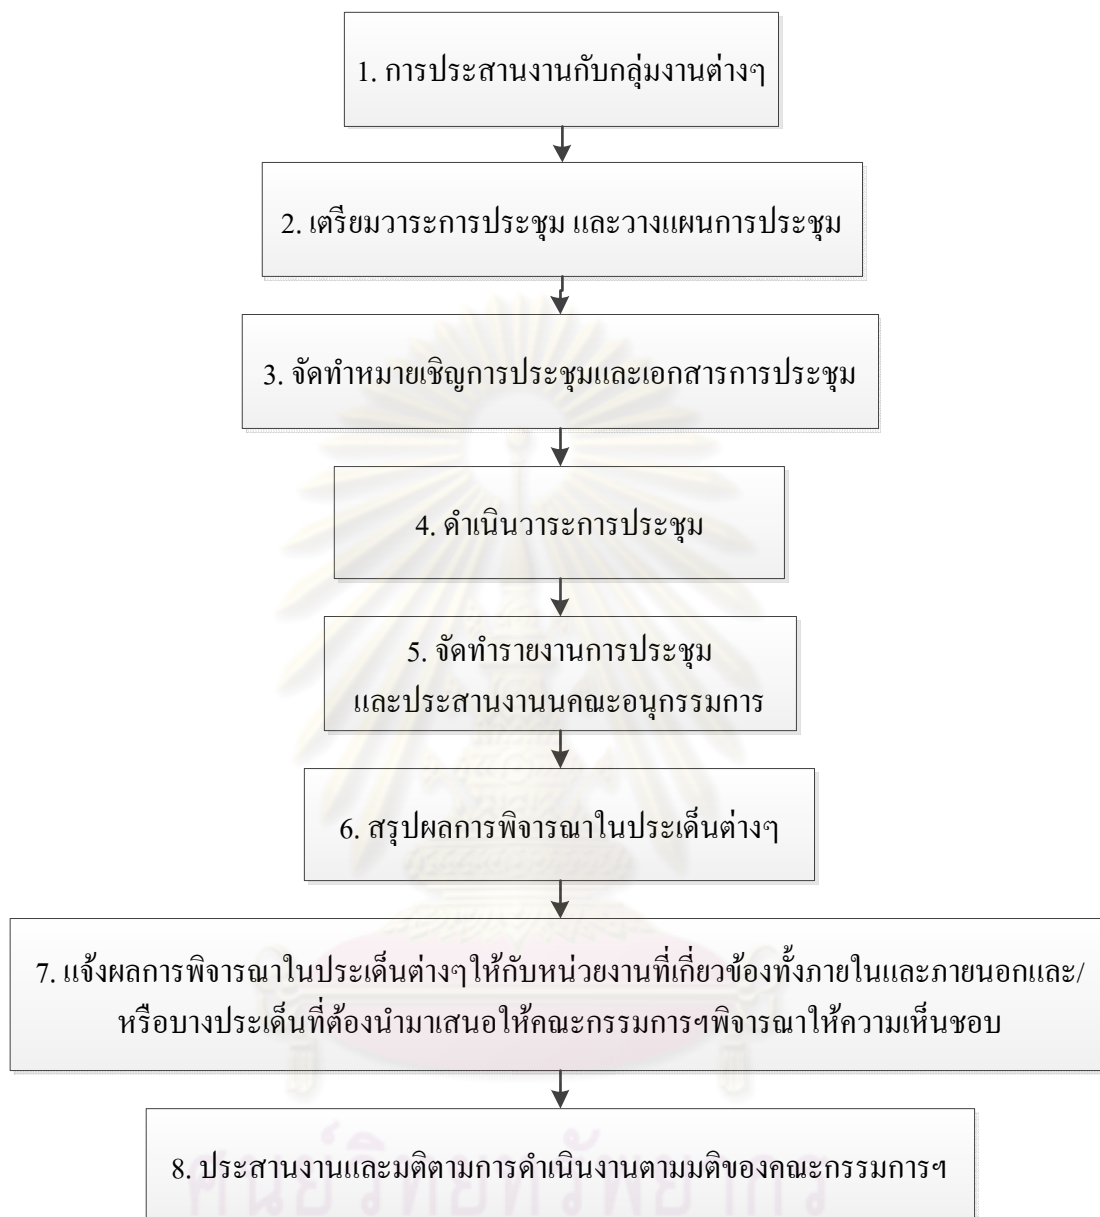 1. การประสานงานกับกลุ่มงานต่างๆ
2. เตรียมวาระการประชุม และวางแผนการประชุม
3. จัดทำหมายเชิญการประชุมและเอกสารการประชุม
4. ดำเนินวาระการประชุม
5. จัดทำรายงานการประชุม
และประสานงานนคณะอนุกรรมการ
6. สรุปผลการพิจารณาในประเด็นต่างๆ
7. แจ้งผลการพิจารณาในประเด็นต่างๆให้กับหน่วยงานที่เกี่ยวข้องทั้งภายในและภายนอกและ/
หรือบางประเด็นที่ต้องนำมาเสนอให้คณะกรรมการฯพิจารณาให้ความเห็นชอบ
8. ประสานงานและมติตามการดำเนินงานตามมติของคณะกรรมการฯ
ศูนย์วิทยทรัพยากร